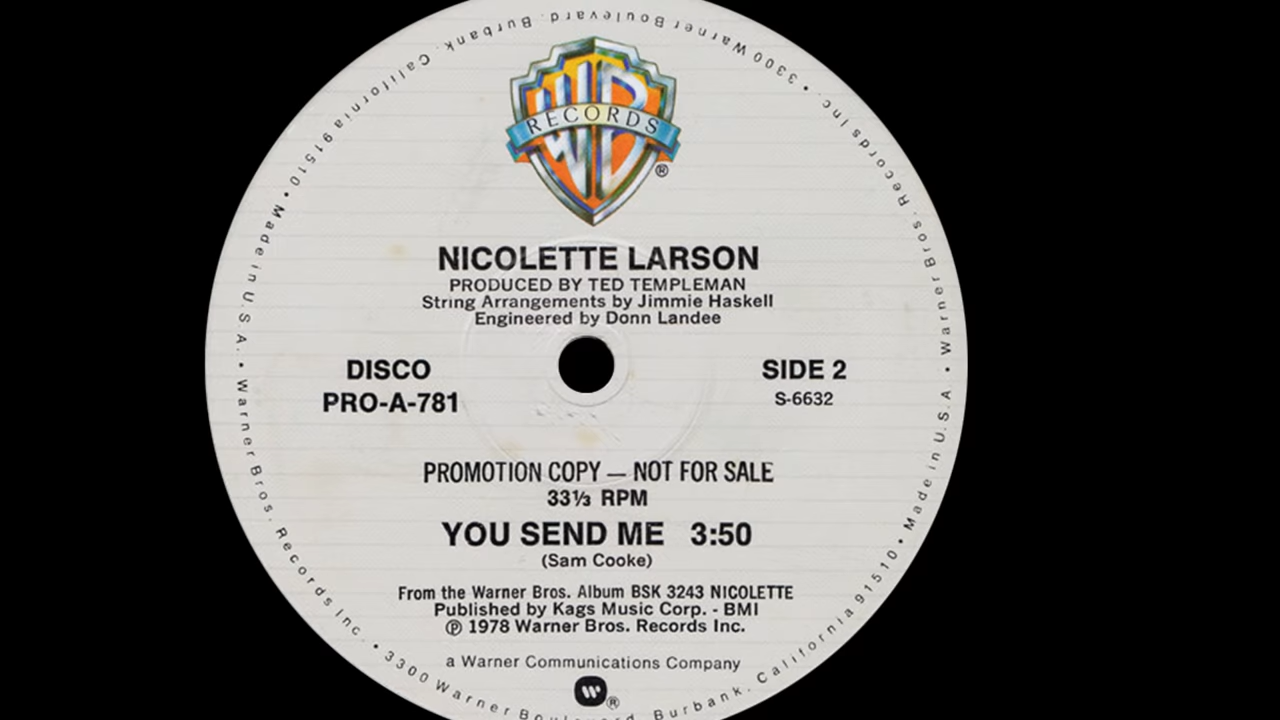 3300 Warner Boulevard. Burbank. California 91510 • Made in U.S.A. • Warner Bros. Records Inc. • 3300 Warner Boulevard. Burbank. California 91510 • Made in U.S.A. • Warner Bros. Records Inc. •
WB
RECORDS
®
NICOLETTE LARSON
PRODUCED BY TED TEMPLEMAN
String Arrangements by Jimmie Haskell
Engineered by Donn Landee
DISCO
PRO-A-781
SIDE 2
S-6632
PROMOTION COPY — NOT FOR SALE
33⅓ RPM
YOU SEND ME 3:50
(Sam Cooke)
From the Warner Bros. Album BSK 3243 NICOLETTE
Published by Kags Music Corp. - BMI
℗ 1978 Warner Bros. Records Inc.
a Warner Communications Company
W®